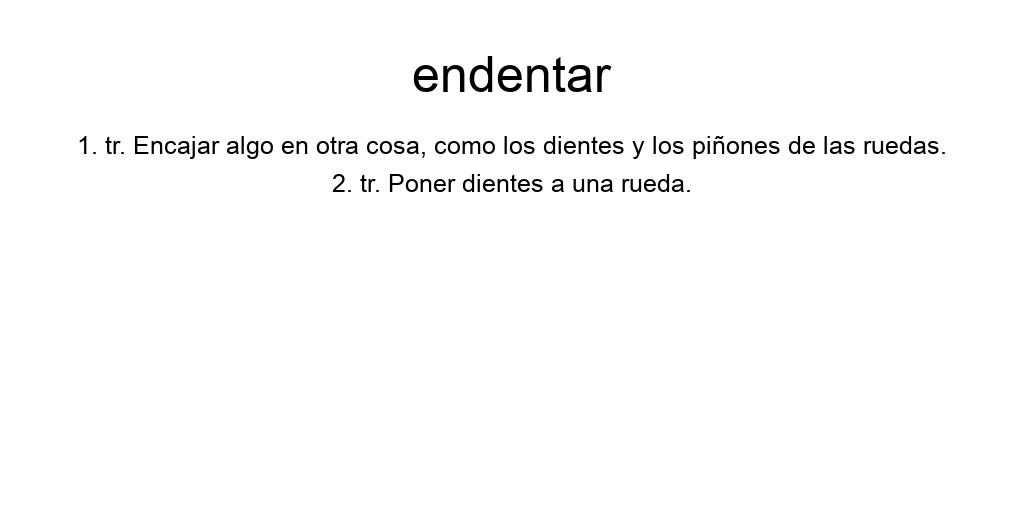 endentar
1. tr. Encajar algo en otra cosa, como los dientes y los piñones de las ruedas.
2. tr. Poner dientes a una rueda.